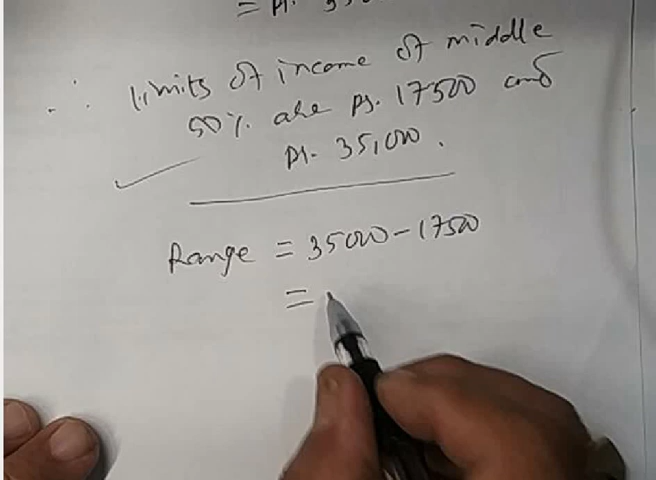 ∴ limits of income of middle
50% are Rs. 17500 and
Rs. 35,000.
Range = 35000 - 17500
=